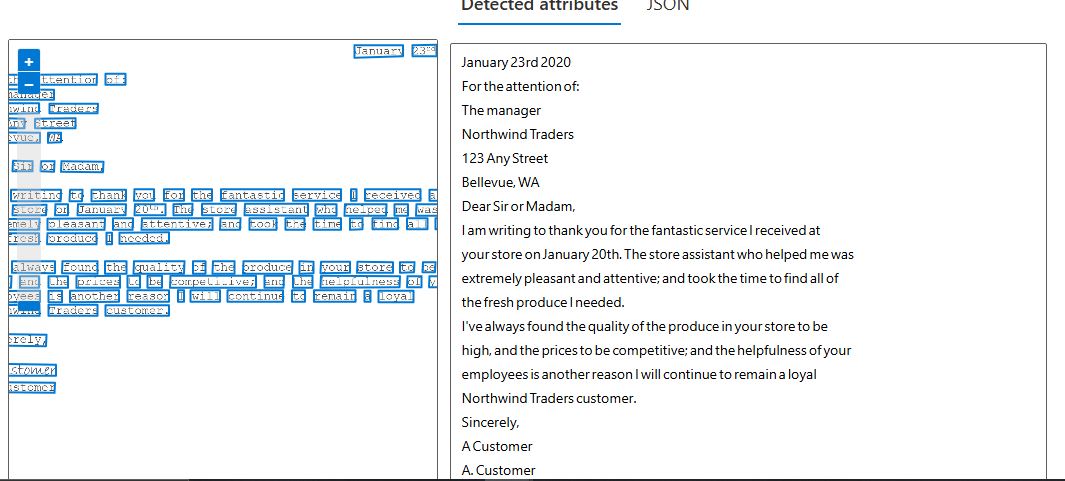 Detected attributes
JSON
+
−
January 23rd
th attention of:
manager
wind Traders
Any Street
evue, WA
Sir or Madam,
writing to thank you for the fantastic service I received a
store on January 20th. The store assistant who helped me was
emely pleasant and attentive; and took the time to find all
fresh produce I needed.
always found the quality of the produce in your store to be
, and the prices to be competitive; and the helpfulness of y
oyees is another reason I will continue to remain a loyal
wind Traders customer.
erely,
stomer
ustomer
January 23rd 2020
For the attention of:
The manager
Northwind Traders
123 Any Street
Bellevue, WA
Dear Sir or Madam,
I am writing to thank you for the fantastic service I received at
your store on January 20th. The store assistant who helped me was
extremely pleasant and attentive; and took the time to find all of
the fresh produce I needed.
I've always found the quality of the produce in your store to be
high, and the prices to be competitive; and the helpfulness of your
employees is another reason I will continue to remain a loyal
Northwind Traders customer.
Sincerely,
A Customer
A. Customer